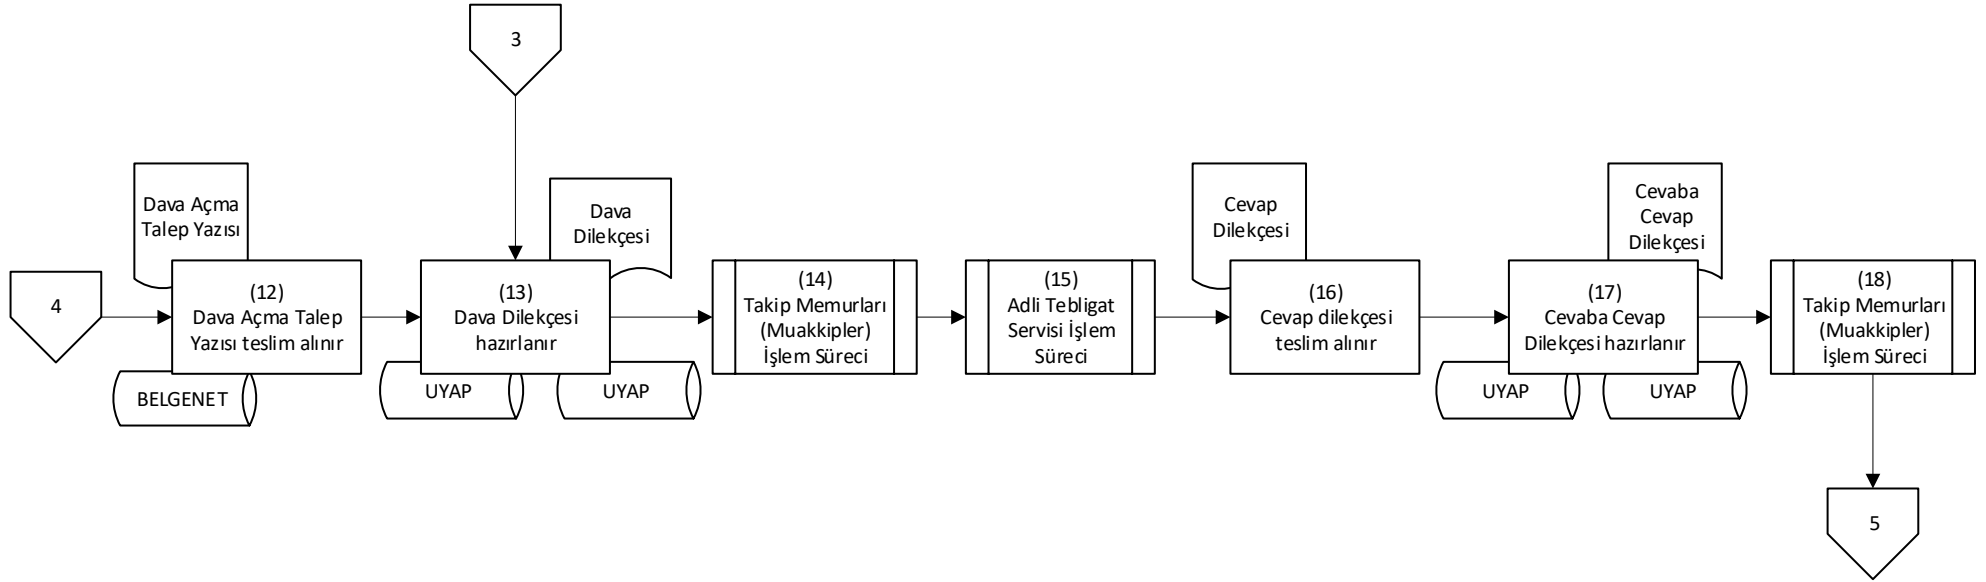 3
4
Dava Açma
Talep Yazısı
(12)
Dava Açma Talep
Yazısı teslim alınır
BELGENET
Dava
Dilekçesi
(13)
Dava Dilekçesi
hazırlanır
UYAP
UYAP
(14)
Takip Memurları
(Muakkipler)
İşlem Süreci
(15)
Adli Tebligat
Servisi İşlem
Süreci
Cevap
Dilekçesi
(16)
Cevap dilekçesi
teslim alınır
Cevaba
Cevap
Dilekçesi
(17)
Cevaba Cevap
Dilekçesi hazırlanır
UYAP
UYAP
(18)
Takip Memurları
(Muakkipler)
İşlem Süreci
5